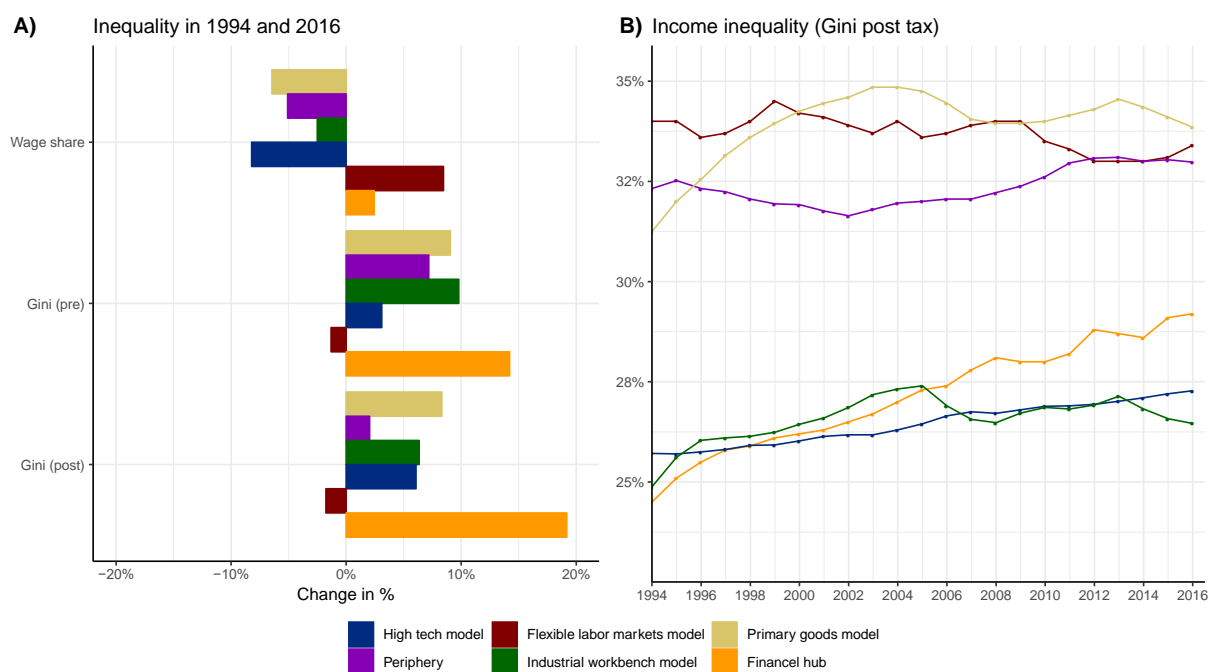 A) Inequality in 1994 and 2016
Wage share
Gini (pre)
Gini (post)
−20% −10% 0% 10% 20%
Change in %
B) Income inequality (Gini post tax)
35%
32%
30%
28%
25%
1994 1996 1998 2000 2002 2004 2006 2008 2010 2012 2014 2016
High tech model Flexible labor markets model Primary goods model
Periphery Industrial workbench model Financel hub